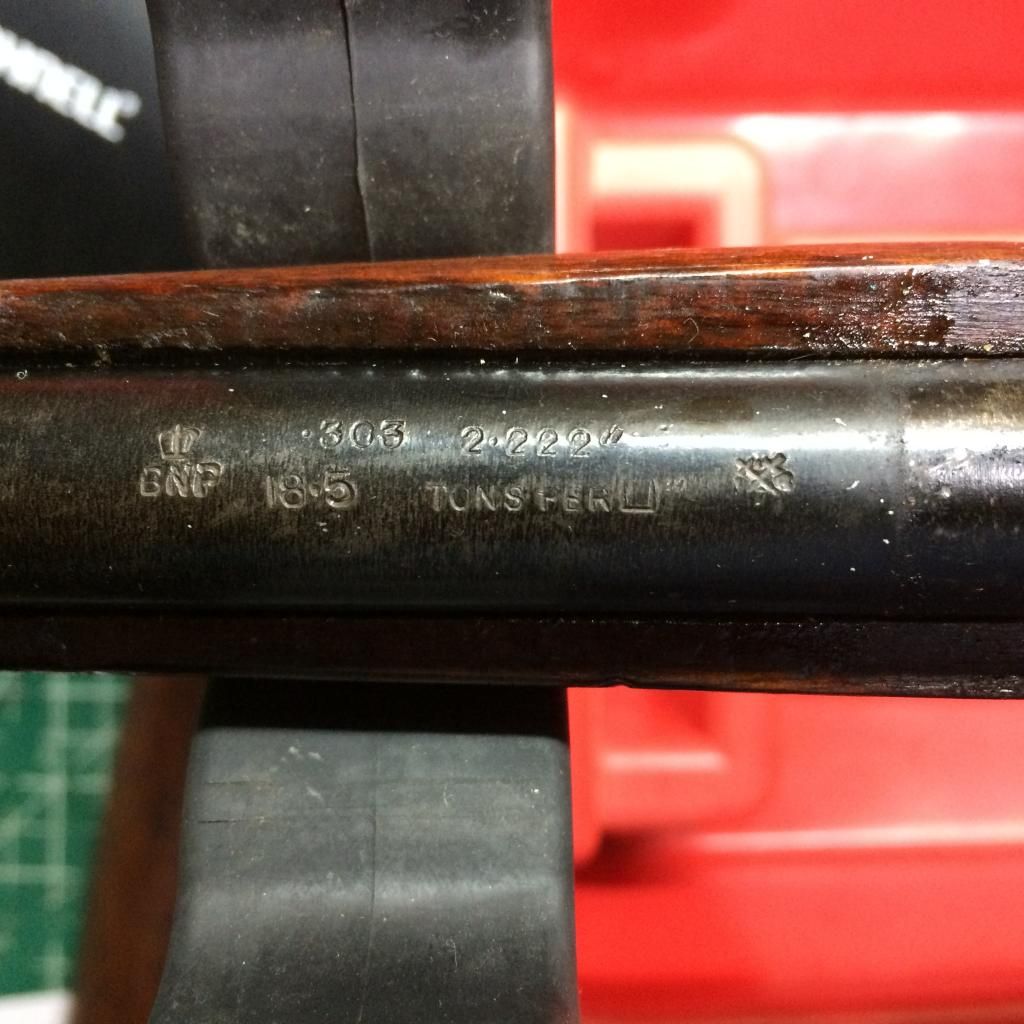 .303 2.222"
BNP 18.5 TONS PER □"